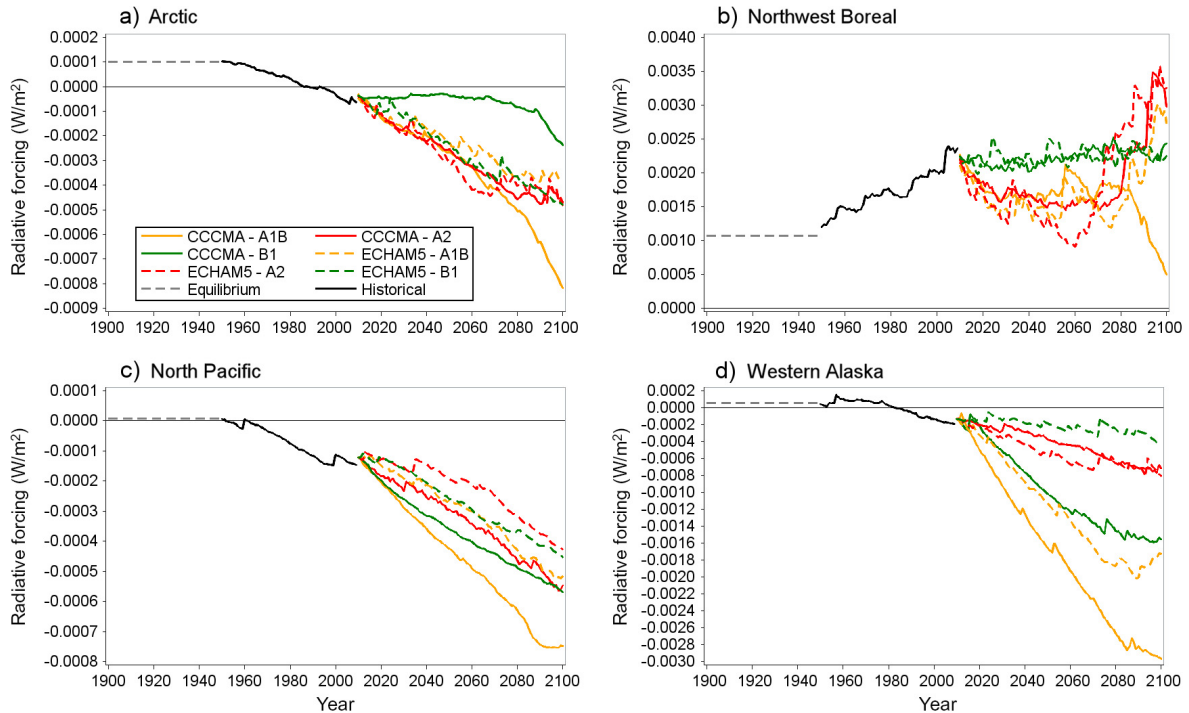 a) Arctic
Radiative forcing (W/m²)
0.0002
0.0001
0.0000
-0.0001
-0.0002
-0.0003
-0.0004
-0.0005
-0.0006
-0.0007
-0.0008
-0.0009
CCCMA - A1B CCCMA - A2
CCCMA - B1 ECHAM5 - A1B
ECHAM5 - A2 ECHAM5 - B1
Equilibrium Historical
1900 1920 1940 1960 1980 2000 2020 2040 2060 2080 2100
b) Northwest Boreal
Radiative forcing (W/m²)
0.0040
0.0035
0.0030
0.0025
0.0020
0.0015
0.0010
0.0005
0.0000
1900 1920 1940 1960 1980 2000 2020 2040 2060 2080 2100
c) North Pacific
Radiative forcing (W/m²)
0.0001
0.0000
-0.0001
-0.0002
-0.0003
-0.0004
-0.0005
-0.0006
-0.0007
-0.0008
1900 1920 1940 1960 1980 2000 2020 2040 2060 2080 2100
Year
d) Western Alaska
Radiative forcing (W/m²)
0.0002
0.0000
-0.0002
-0.0004
-0.0006
-0.0008
-0.0010
-0.0012
-0.0014
-0.0016
-0.0018
-0.0020
-0.0022
-0.0024
-0.0026
-0.0028
-0.0030
1900 1920 1940 1960 1980 2000 2020 2040 2060 2080 2100
Year